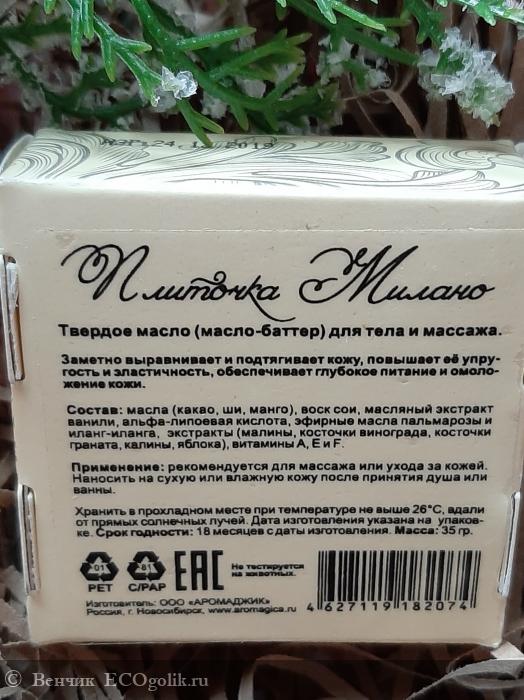 Плиточка Милано
Твердое масло (масло-баттер) для тела и массажа.
Заметно выравнивает и подтягивает кожу, повышает её упру-
гость и эластичность, обеспечивает глубокое питание и омоло-
жение кожи.
Состав: масла (какао, ши, манго), воск сои, масляный экстракт
ванили, альфа-липоевая кислота, эфирные масла пальмарозы и
иланг-иланга, экстракты (малины, косточки винограда, косточки
граната, калины, яблока), витамины А, Е и F.
Применение: рекомендуется для массажа или ухода за кожей.
Наносить на сухую или влажную кожу после принятия душа или
ванны.
Хранить в прохладном месте при температуре не выше 26°С, вдали
от прямых солнечных лучей. Дата изготовления указана на упаков-
ке. Срок годности: 18 месяцев с даты изготовления. Масса: 35 гр.
01 81 EAC Не тестируется
на животных.
PET C/PAP
Изготовитель: ООО «АРОМАДЖИК»
Россия, г. Новосибирск, www.aromagica.ru
4 627119 182074
© Венчик ECOgolik.ru